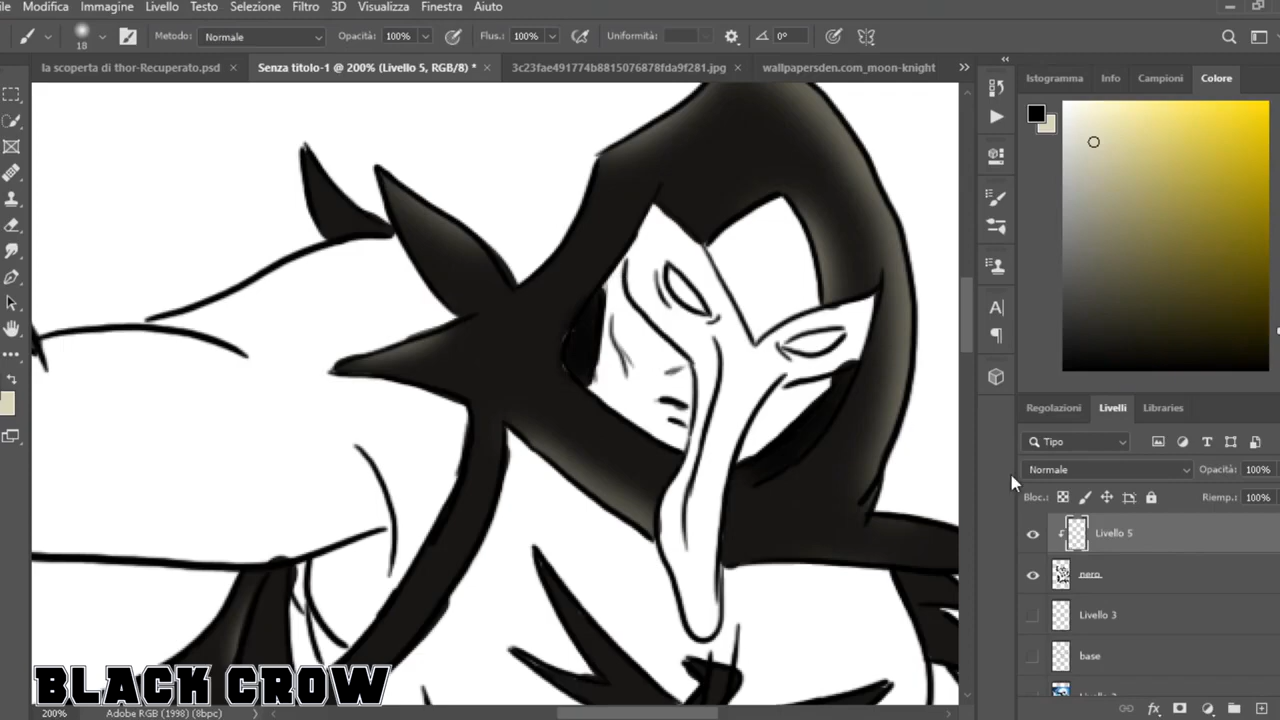 ile Modifica Immagine Livello Testo Selezione Filtro 3D Visualizza Finestra Aiuto
18 Metodo: Normale Opacità: 100% Flus.: 100% Uniformità: 0°
la scoperta di thor-Recuperato.psd × Senza titolo-1 @ 200% (Livello 5, RGB/8) * × 3c23fae491774b8815076878fda9f281.jpg × wallpapersden.com_moon-knight
Istogramma Info Campioni Colore
Regolazioni Livelli Libraries
Tipo
Normale Opacità: 100%
Bloc.: Riemp.: 100%
Livello 5
nero
Livello 3
base
BLACK CROW
200% Adobe RGB (1998) (8bpc)